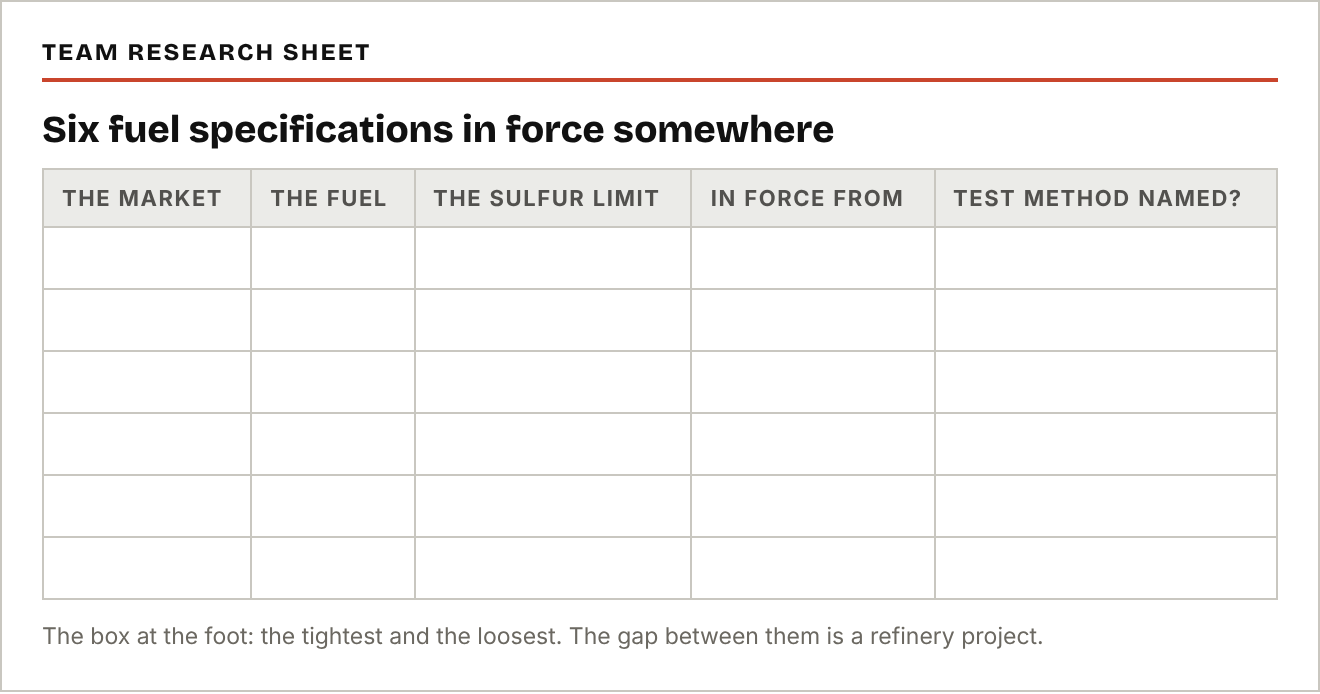 TEAM RESEARCH SHEET
Six fuel specifications in force somewhere
THE MARKET THE FUEL THE SULFUR LIMIT IN FORCE FROM TEST METHOD NAMED?
The box at the foot: the tightest and the loosest. The gap between them is a refinery project.